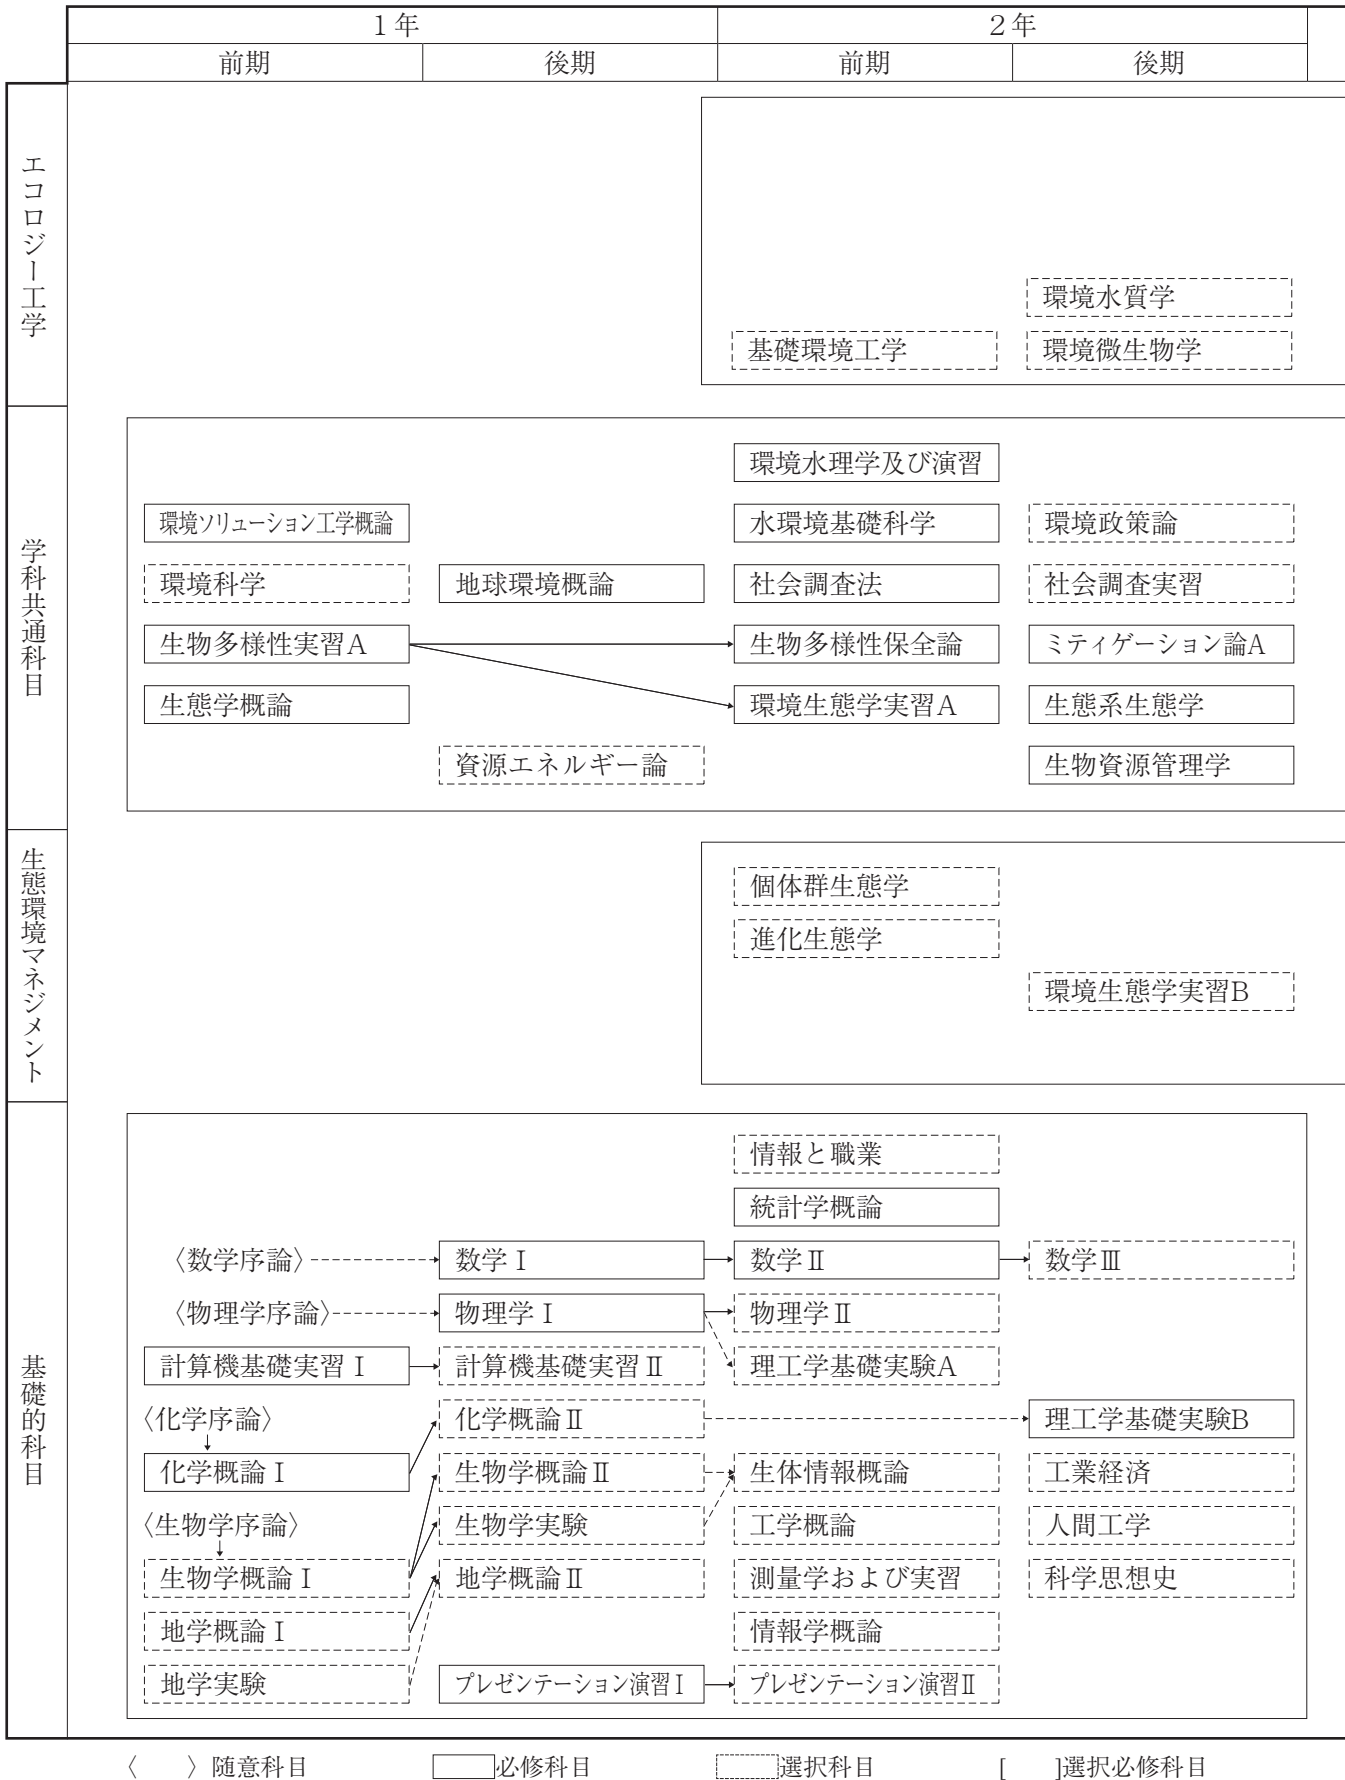 1年
2年
前期
後期
前期
後期
エコロジー工学
環境水質学
基礎環境工学
環境微生物学
学科共通科目
環境水理学及び演習
環境ソリューション工学概論
水環境基礎科学
環境政策論
環境科学
地球環境概論
社会調査法
社会調査実習
生物多様性実習A
生物多様性保全論
ミティゲーション論A
生態学概論
環境生態学実習A
生態系生態学
資源エネルギー論
生物資源管理学
生態環境マネジメント
個体群生態学
進化生態学
環境生態学実習B
基礎的科目
情報と職業
統計学概論
〈数学序論〉
数学Ⅰ
数学Ⅱ
数学Ⅲ
〈物理学序論〉
物理学Ⅰ
物理学Ⅱ
計算機基礎実習Ⅰ
計算機基礎実習Ⅱ
理工学基礎実験A
〈化学序論〉
化学概論Ⅱ
理工学基礎実験B
化学概論Ⅰ
生物学概論Ⅱ
生体情報概論
工業経済
〈生物学序論〉
生物学実験
工学概論
人間工学
生物学概論Ⅰ
地学概論Ⅱ
測量学および実習
科学思想史
地学概論Ⅰ
情報学概論
地学実験
プレゼンテーション演習Ⅰ
プレゼンテーション演習Ⅱ
〈　　〉随意科目
必修科目
選択科目
[　　]選択必修科目